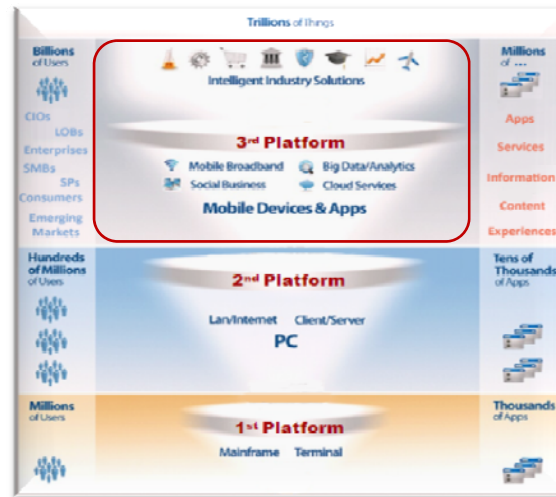 Trillions of Things
Billions
of Users
Millions
of ...
Intelligent Industry Solutions
CIOs
LOBs
Enterprises
SMBs
SPs
Consumers
Emerging
Markets
3rd Platform
Mobile Broadband
Big Data/Analytics
Social Business
Cloud Services
Mobile Devices & Apps
Apps
Services
Information
Content
Experiences
Hundreds
of Millions
of Users
2nd Platform
Lan/Internet Client/Server
PC
Tens of
Thousands
of Apps
Millions
of Users
1st Platform
Mainframe Terminal
Thousands
of Apps